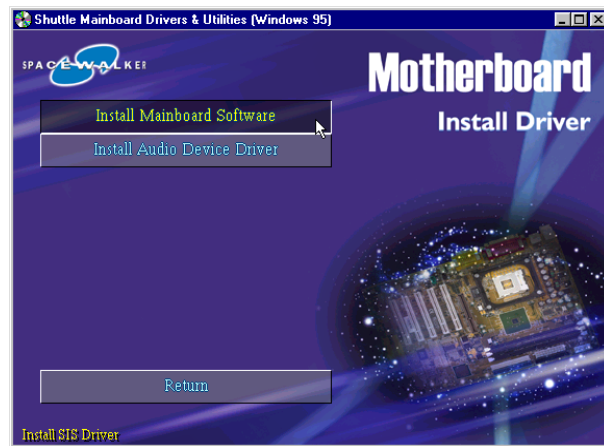 Shuttle Mainboard Drivers & Utilities (Windows 95)
SPACEWALKER
Motherboard
Install Driver
Install Mainboard Software
Install Audio Device Driver
Return
Install SIS Driver